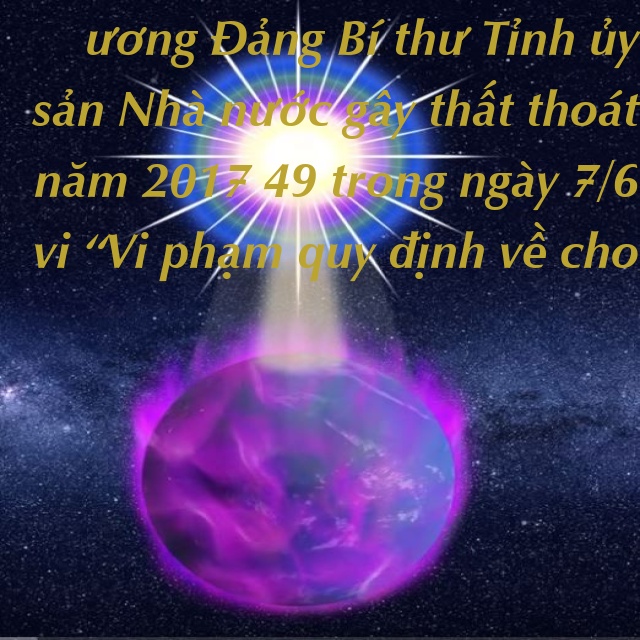 ương Đảng Bí thư Tỉnh ủy
sản Nhà nước gây thất thoát
năm 2017 49 trong ngày 7/6
vi “Vi phạm quy định về cho